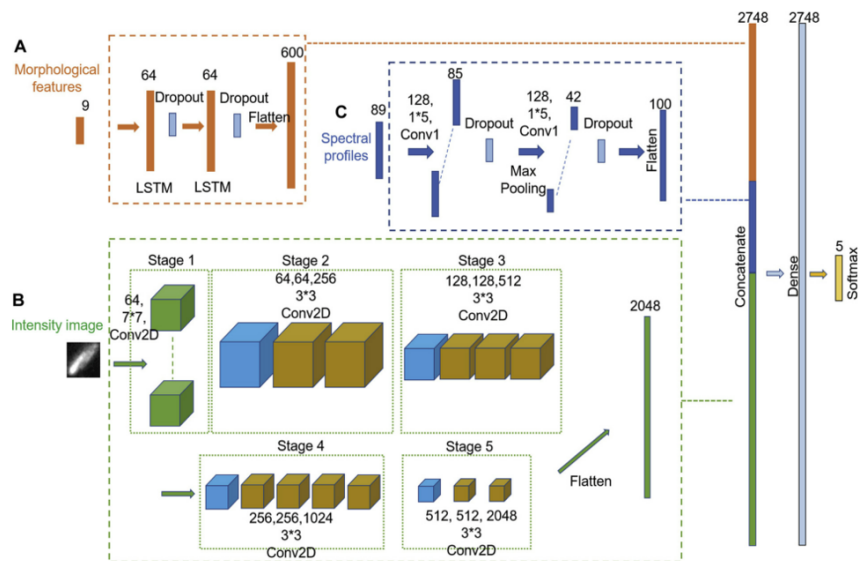 A
Morphological
features
9
64
LSTM
Dropout
64
LSTM
Dropout
Flatten
600
C
Spectral
profiles
89
128,
1*5,
Conv1
85
Dropout
128,
1*5,
Conv1
Max
Pooling
42
Dropout
Flatten
100
B
Intensity image
Stage 1
64,
7*7,
Conv2D
Stage 2
64,64,256
3*3
Conv2D
Stage 3
128,128,512
3*3
Conv2D
Stage 4
256,256,1024
3*3
Conv2D
Stage 5
512, 512, 2048
3*3
Conv2D
Flatten
2048
2748
Concatenate
2748
Dense
5
Softmax